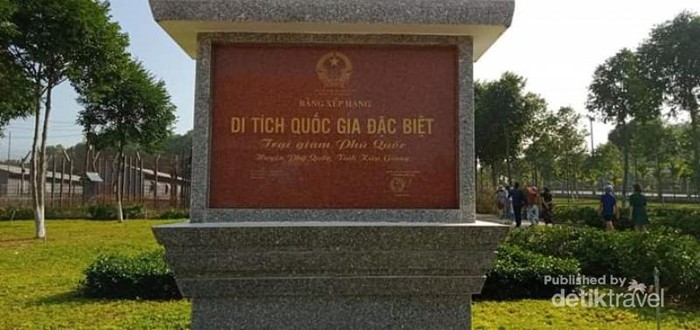 BẰNG XẾP HẠNG
DI TÍCH QUỐC GIA ĐẶC BIỆT
Trại giam Phú Quốc
Huyện Phú Quốc, Tỉnh Kiên Giang
Published by
detiktravel